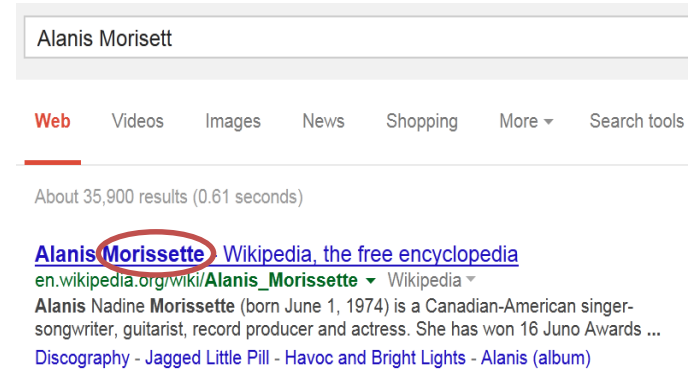 Alanis Morisett
Web Videos Images News Shopping More Search tools
About 35,900 results (0.61 seconds)
Alanis Morissette - Wikipedia, the free encyclopedia
en.wikipedia.org/wiki/Alanis_Morissette Wikipedia
Alanis Nadine Morissette (born June 1, 1974) is a Canadian-American singer-
songwriter, guitarist, record producer and actress. She has won 16 Juno Awards ...
Discography - Jagged Little Pill - Havoc and Bright Lights - Alanis (album)